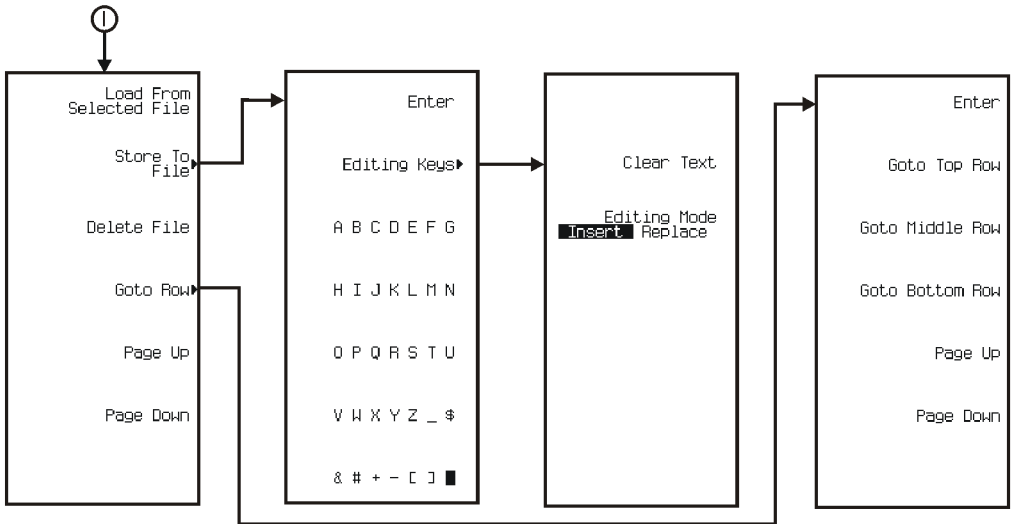 1
Load From
Selected File
Store To
File
Delete File
Goto Row
Page Up
Page Down
Enter
Editing Keys
A B C D E F G
H I J K L M N
O P Q R S T U
V W X Y Z _ $
& # + - [ ]
Clear Text
Editing Mode
Insert Replace
Enter
Goto Top Row
Goto Middle Row
Goto Bottom Row
Page Up
Page Down